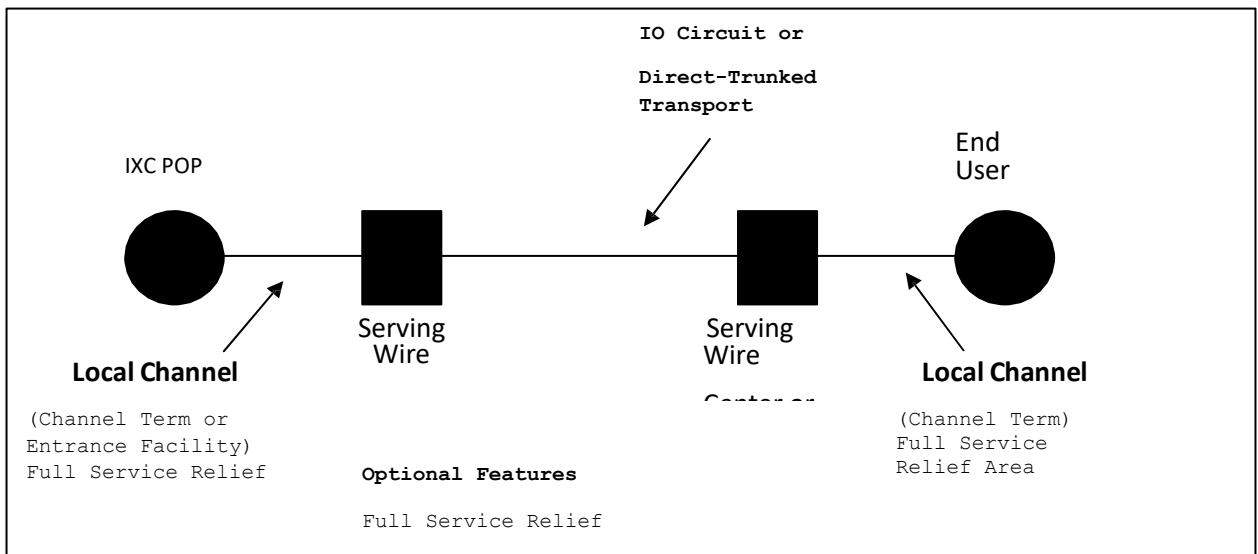 IO Circuit or
Direct-Trunked
Transport
IXC POP
End
User
Serving
Wire
Serving
Wire
Local Channel
(Channel Term or
Entrance Facility)
Full Service Relief
Local Channel
(Channel Term)
Full Service
Relief Area
Optional Features
Full Service Relief